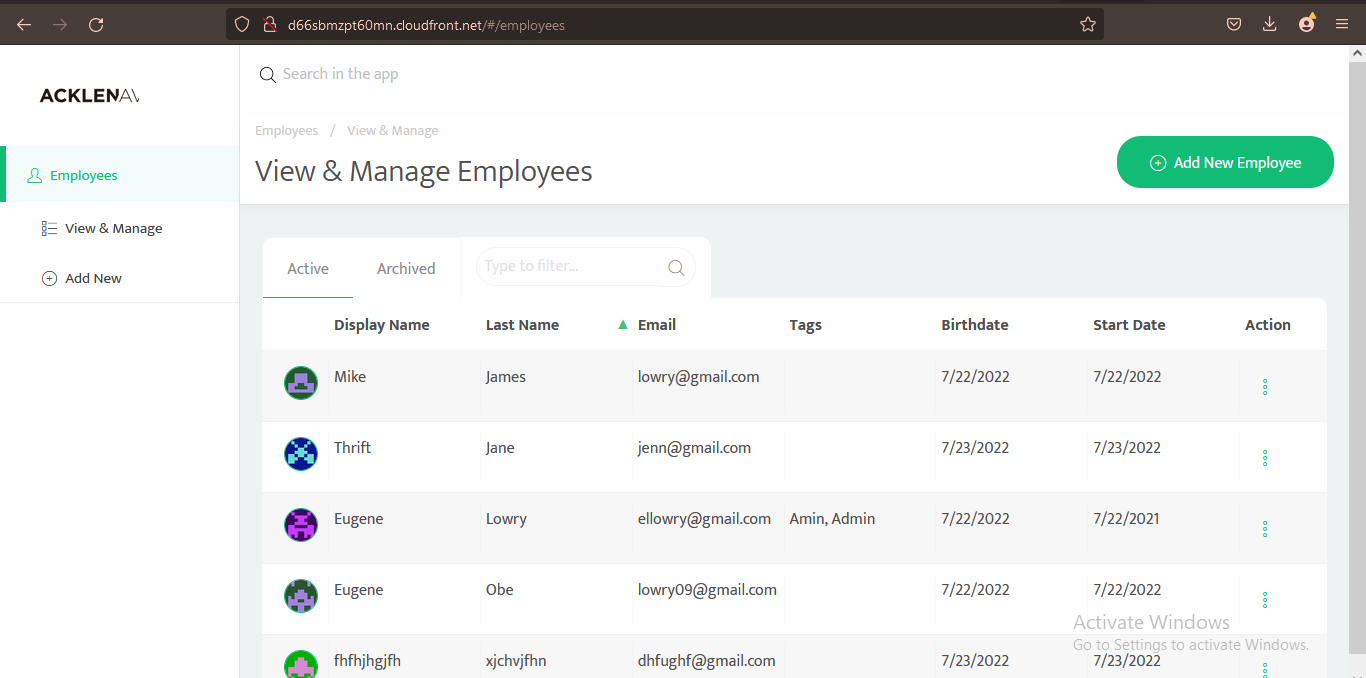 d66sbmzpt60mn.cloudfront.net/#/employees
ACKLENAV
Search in the app
Employees / View & Manage
View & Manage Employees
Add New Employee
Employees
View & Manage
Add New
Active Archived Type to filter...
Display Name Last Name Email Tags Birthdate Start Date Action
Mike James lowry@gmail.com 7/22/2022 7/22/2022
Thrift Jane jenn@gmail.com 7/23/2022 7/23/2022
Eugene Lowry ellowry@gmail.com Amin, Admin 7/22/2022 7/22/2021
Eugene Obe lowry09@gmail.com 7/22/2022 7/22/2022
Activate Windows
Go to Settings to activate Windows.
fhfhjhgjfh xjchvjfhn dhfughf@gmail.com 7/23/2022 7/23/2022